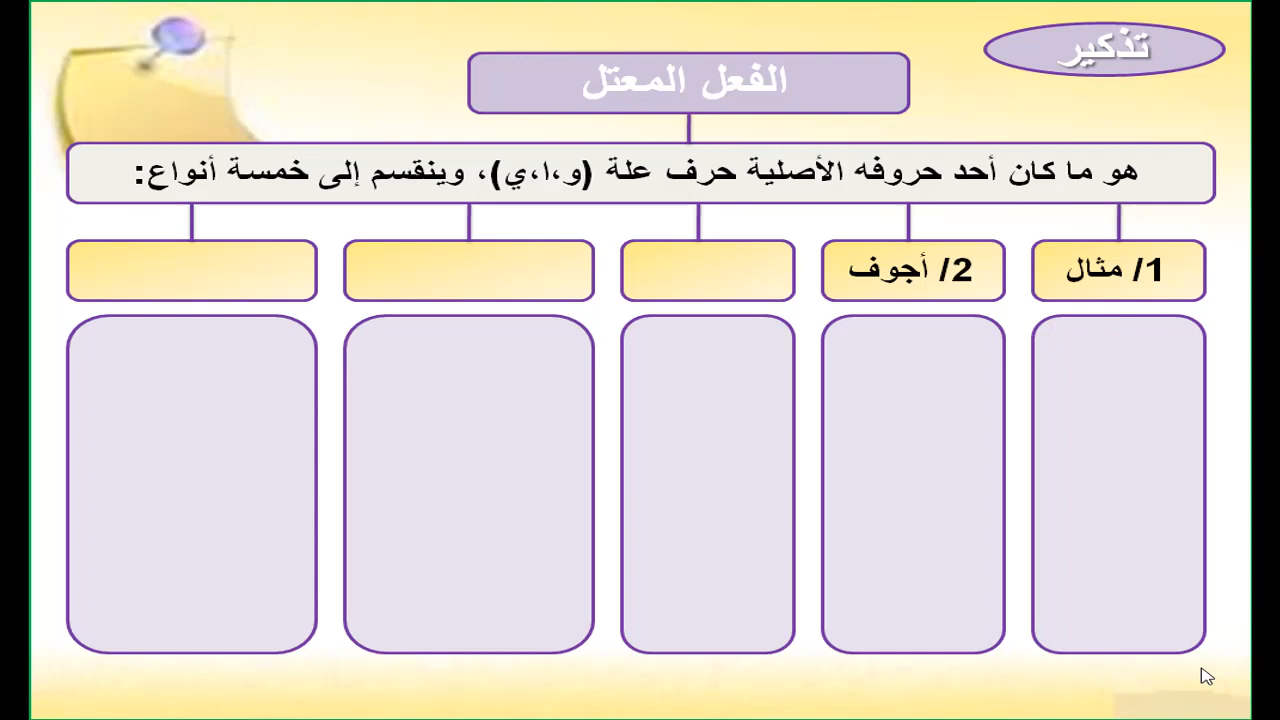 تذكير
الفعل المعتل
هو ما كان أحد حروفه الأصلية حرف علة (و،ا،ي)، وينقسم إلى خمسة أنواع:
1/ مثال
2/ أجوف